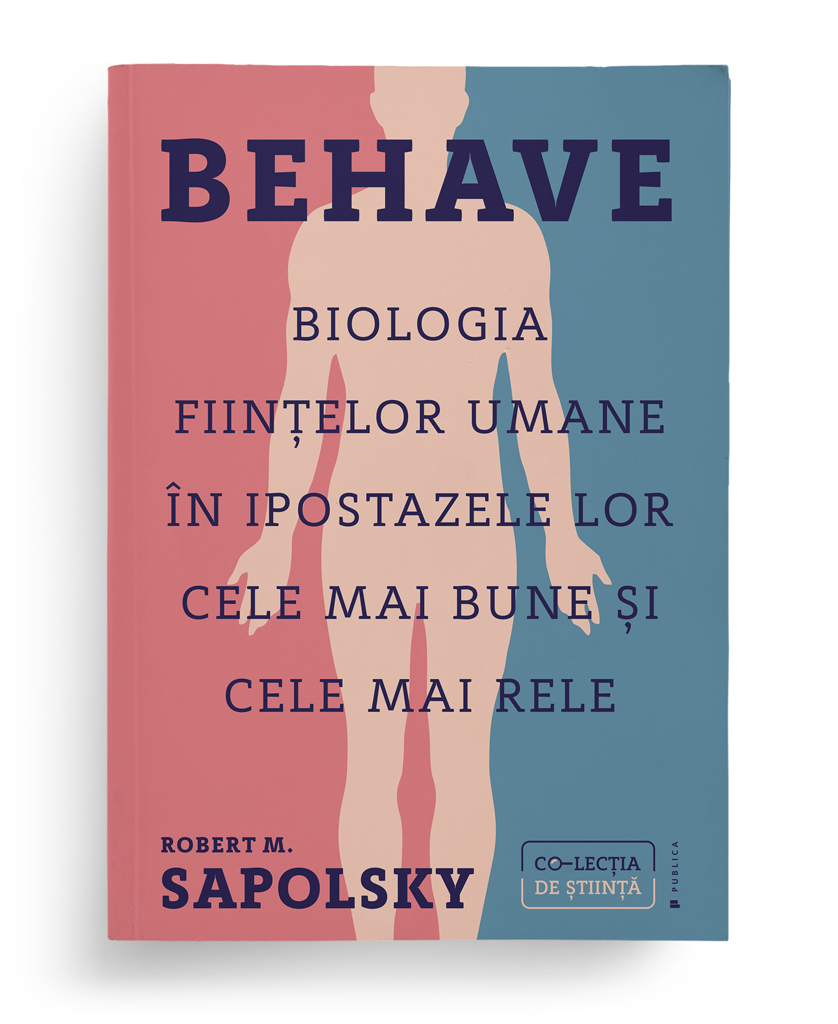 BEHAVE
BIOLOGIA
FIINȚELOR UMANE
ÎN IPOSTAZELE LOR
CELE MAI BUNE ȘI
CELE MAI RELE
ROBERT M.
SAPOLSKY
CO-LECȚIA
DE ȘTIINȚĂ
PUBLICA